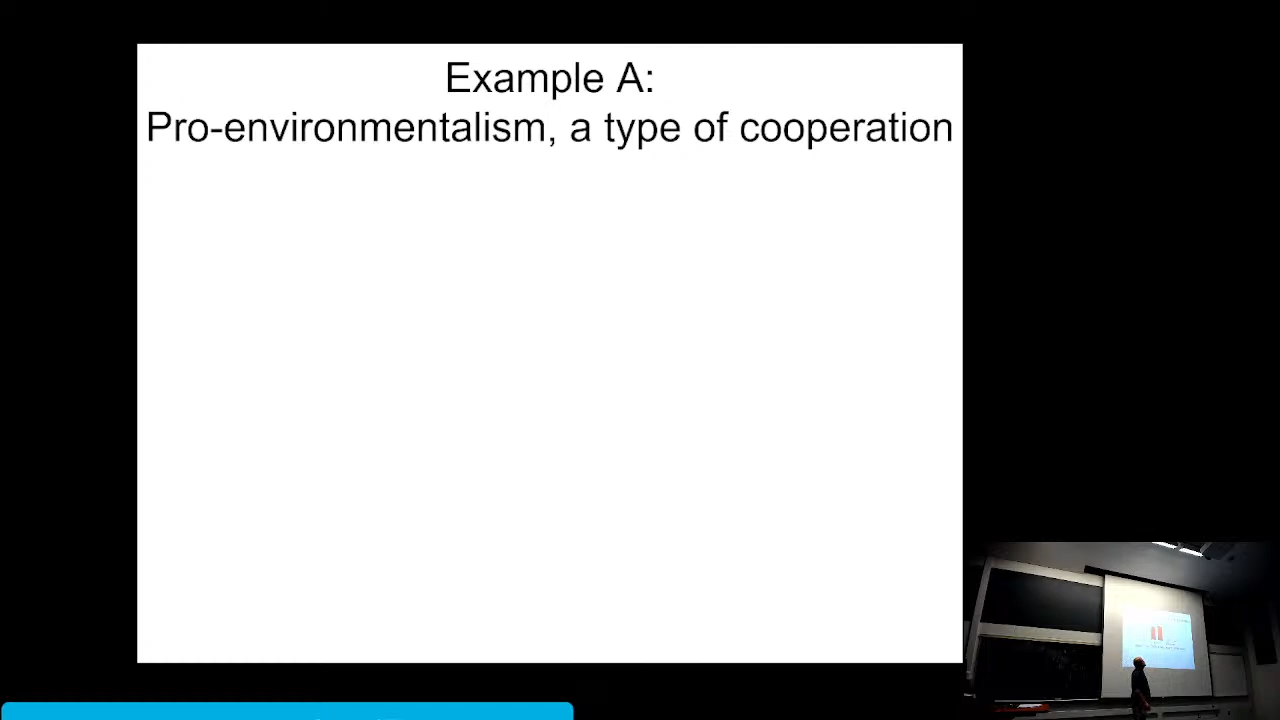 Example A:
Pro-environmentalism, a type of cooperation